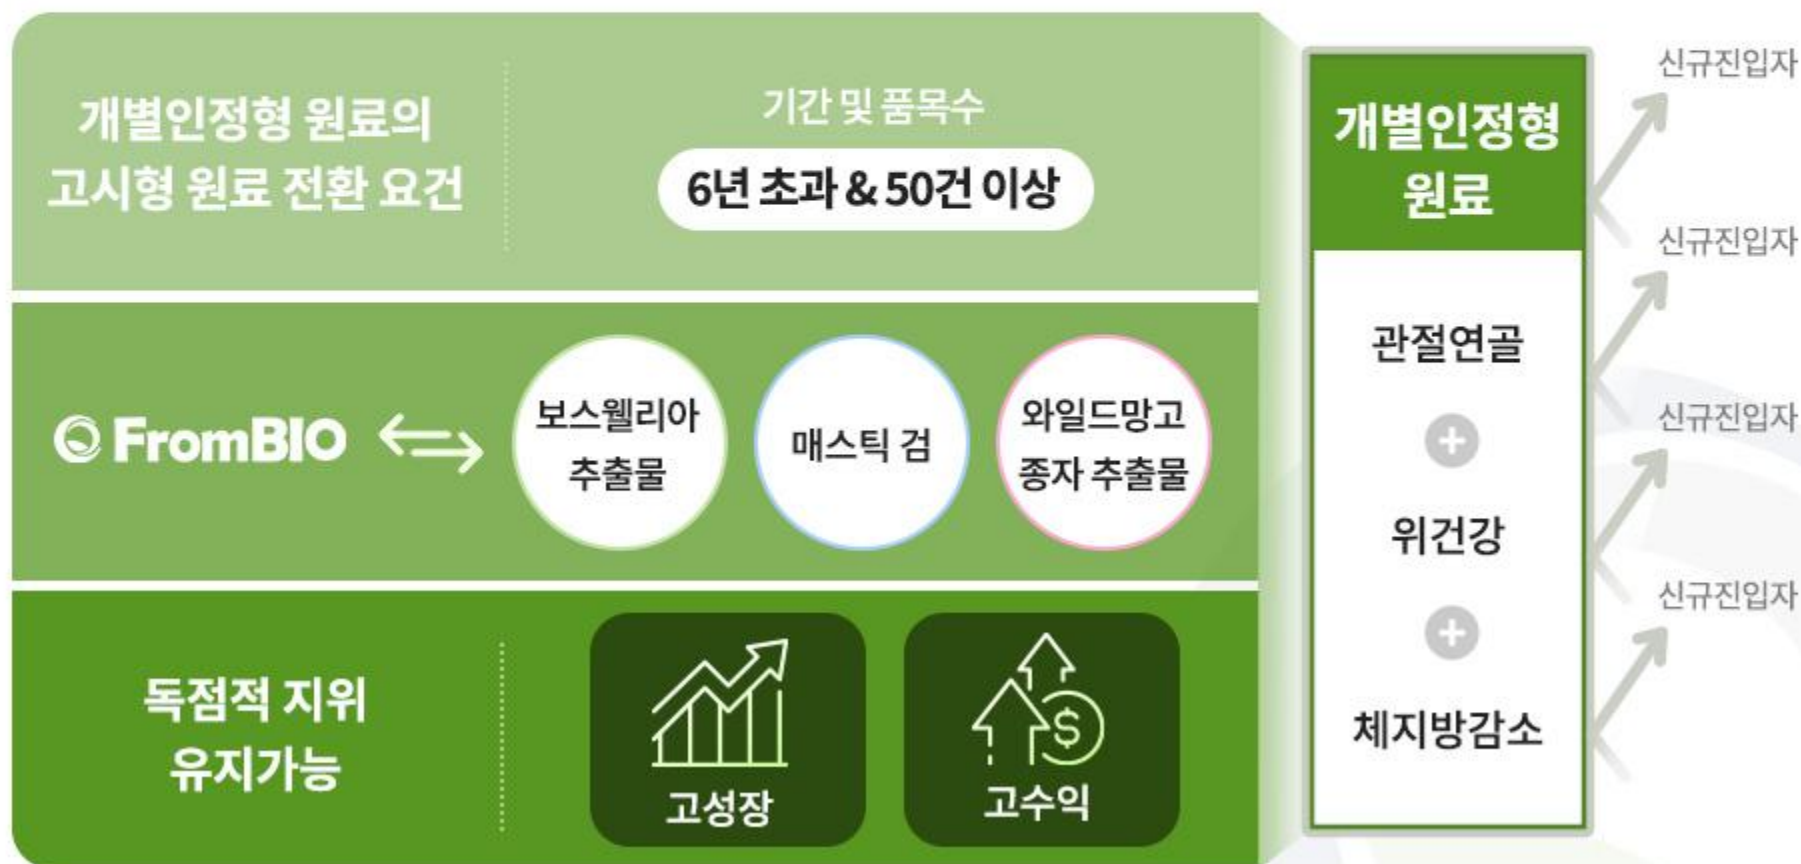 개별인정형 원료의
고시형 원료 전환 요건
기간 및 품목수
6년 초과 & 50건 이상
FromBIO
보스웰리아
추출물
매스틱 검
와일드망고
종자 추출물
독점적 지위
유지가능
고성장
고수익
$
개별인정형
원료
관절연골
+
위건강
+
체지방감소
신규진입자
신규진입자
신규진입자
신규진입자